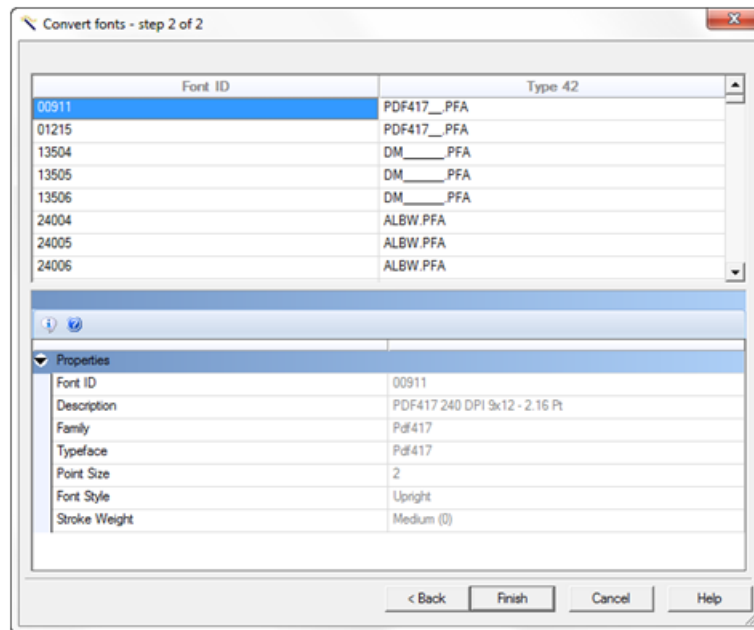 Convert fonts - step 2 of 2
Font ID Type 42
00911 PDF417__.PFA
01215 PDF417__.PFA
13504 DM______.PFA
13505 DM______.PFA
13506 DM______.PFA
24004 ALBW.PFA
24005 ALBW.PFA
24006 ALBW.PFA
Properties
Font ID 00911
Description PDF417 240 DPI 9x12 - 2.16 Pt
Family Pdf417
Typeface Pdf417
Point Size 2
Font Style Upright
Stroke Weight Medium (0)
< Back Finish Cancel Help